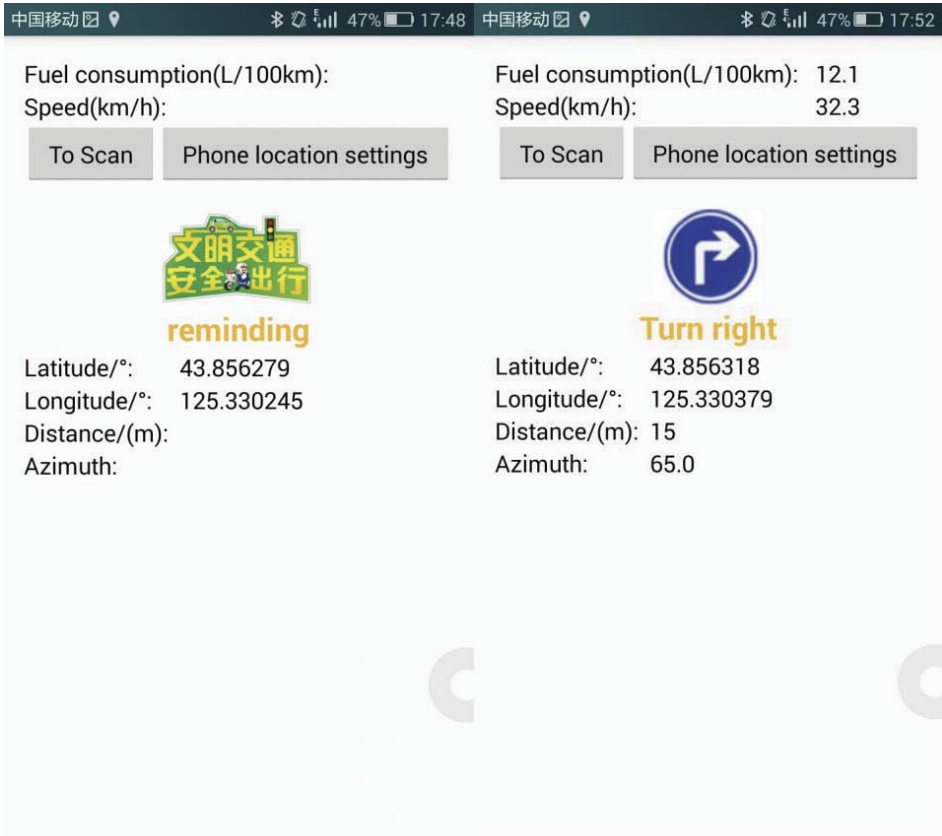 中国移动 47% 17:48
Fuel consumption(L/100km):
Speed(km/h):
To Scan Phone location settings
文明交通
安全出行
reminding
Latitude/°: 43.856279
Longitude/°: 125.330245
Distance/(m):
Azimuth:
中国移动 47% 17:52
Fuel consumption(L/100km): 12.1
Speed(km/h): 32.3
To Scan Phone location settings
Turn right
Latitude/°: 43.856318
Longitude/°: 125.330379
Distance/(m): 15
Azimuth: 65.0